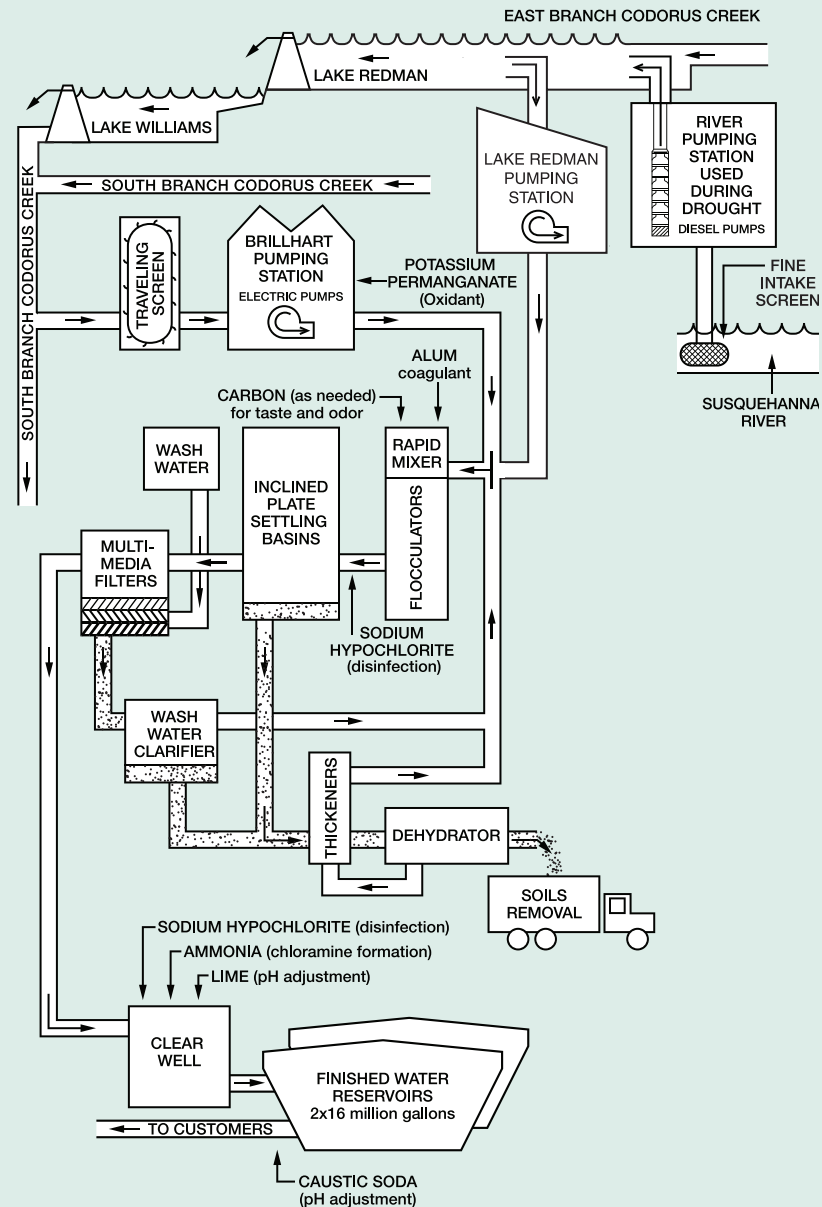 EAST BRANCH CODORUS CREEK
LAKE REDMAN
LAKE WILLIAMS
SOUTH BRANCH CODORUS CREEK
SOUTH BRANCH CODORUS CREEK
LAKE REDMAN
PUMPING
STATION
RIVER
PUMPING
STATION
USED
DURING
DROUGHT
DIESEL PUMPS
FINE
INTAKE
SCREEN
SUSQUEHANNA
RIVER
TRAVELING
SCREEN
BRILLHART
PUMPING
STATION
ELECTRIC PUMPS
POTASSIUM
PERMANGANATE
(Oxidant)
ALUM
coagulant
CARBON (as needed)
for taste and odor
WASH
WATER
INCLINED
PLATE
SETTLING
BASINS
RAPID
MIXER
FLOCCULATORS
MULTI-
MEDIA
FILTERS
SODIUM
HYPOCHLORITE
(disinfection)
WASH
WATER
CLARIFIER
THICKENERS
DEHYDRATOR
SOILS
REMOVAL
SODIUM HYPOCHLORITE (disinfection)
AMMONIA (chloramine formation)
LIME (pH adjustment)
CLEAR
WELL
FINISHED WATER
RESERVOIRS
2x16 million gallons
TO CUSTOMERS
CAUSTIC SODA
(pH adjustment)